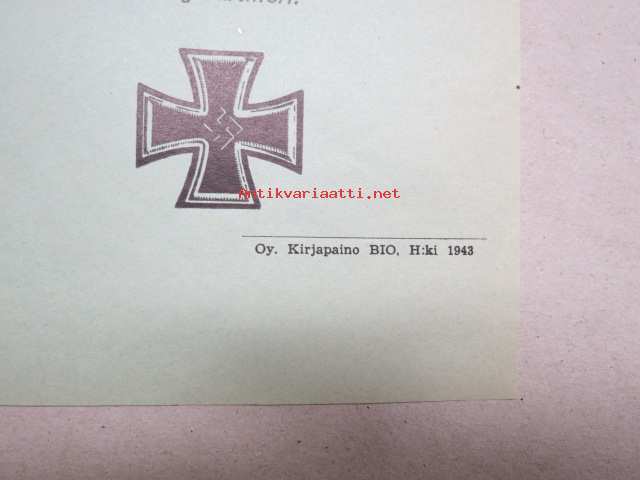 Antikvariaatti.net
Oy. Kirjapaino BIO, H:ki 1943